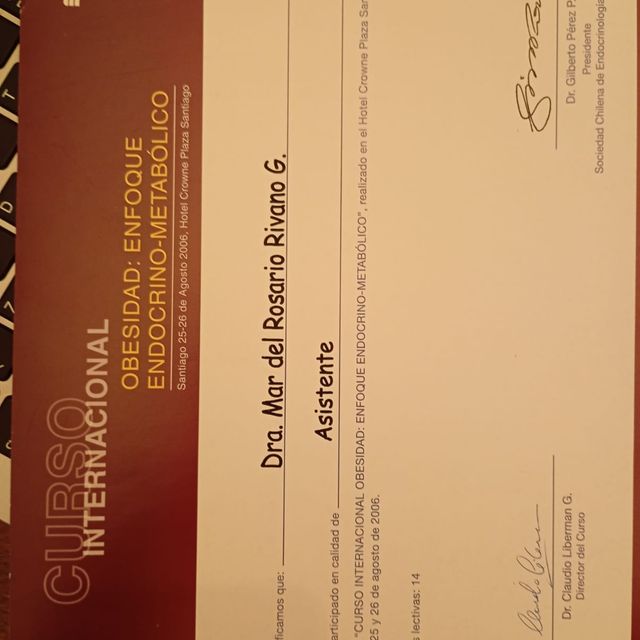 CURSO
INTERNACIONAL
OBESIDAD: ENFOQUE
ENDOCRINO-METABÓLICO
Santiago 25-26 de Agosto 2006, Hotel Crowne Plaza Santiago
ficamos que: Dra. Mar del Rosario Rivano G.
articipado en calidad de Asistente
"CURSO INTERNACIONAL OBESIDAD: ENFOQUE ENDOCRINO-METABÓLICO", realizado en el Hotel Crowne Plaza Sa
25 y 26 de agosto de 2006.
s lectivas: 14
Dr. Claudio Liberman G.
Director del Curso
Dr. Gilberto Pérez P.
Presidente
Sociedad Chilena de Endocrinología